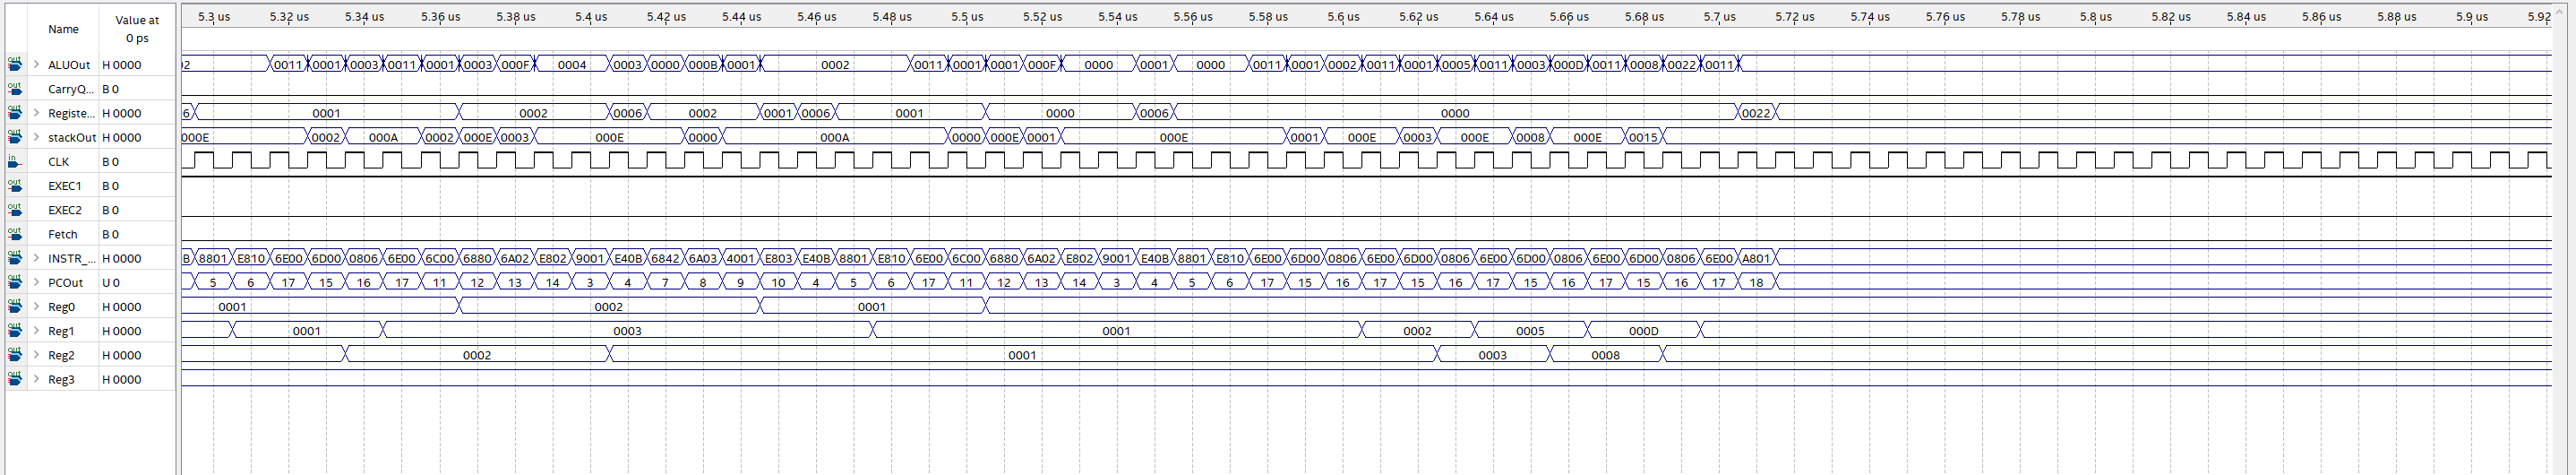 Name
Value at
0 ps
5.3 us 5.32 us 5.34 us 5.36 us 5.38 us 5.4 us 5.42 us 5.44 us 5.46 us 5.48 us 5.5 us 5.52 us 5.54 us 5.56 us 5.58 us 5.6 us 5.62 us 5.64 us 5.66 us 5.68 us 5.7 us 5.72 us 5.74 us 5.76 us 5.78 us 5.8 us 5.82 us 5.84 us 5.86 us 5.88 us 5.9 us 5.92
out > ALUOut H 0000 02 0011 0001 0003 0011 0001 0003 000F 0004 0003 0000 000B 0001 0002 0011 0001 0001 000F 0000 0001 0000 0011 0001 0002 0011 0001 0005 0011 0003 000D 0011 0008 0022 0011
out CarryQ... B 0
out > Registe... H 0000 6 0001 0002 0006 0002 0001 0006 0001 0000 0006 0000 0022
out > stackOut H 0000 000E 0002 000A 0002 000E 0003 000E 0000 000A 0000 000E 0001 000E 0001 000E 0003 000E 0008 000E 0015
in CLK B 0
out EXEC1 B 0
out EXEC2 B 0
out Fetch B 0
out > INSTR_... H 0000 B 8801 E810 6E00 6D00 0806 6E00 6C00 6880 6A02 E802 9001 E40B 6842 6A03 4001 E803 E40B 8801 E810 6E00 6C00 6880 6A02 E802 9001 E40B 8801 E810 6E00 6D00 0806 6E00 6D00 0806 6E00 6D00 0806 6E00 6D00 0806 6E00 A801
out > PCOut U 0 5 6 17 15 16 17 11 12 13 14 3 4 7 8 9 10 4 5 6 17 11 12 13 14 3 4 5 6 17 15 16 17 15 16 17 15 16 17 15 16 17 18
out > Reg0 H 0000 0001 0002 0001
out > Reg1 H 0000 0001 0003 0001 0002 0005 000D
out > Reg2 H 0000 0002 0001 0003 0008
out > Reg3 H 0000